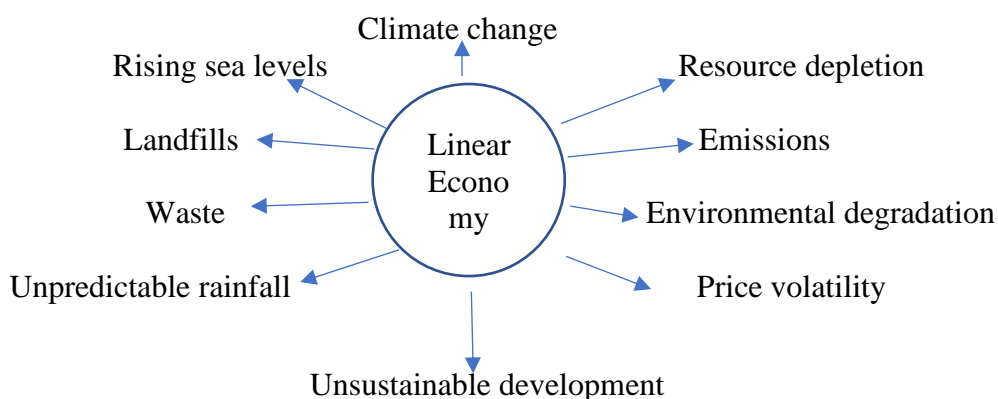 Climate change
Rising sea levels
Resource depletion
Landfills
Linear
Econo
my
Emissions
Waste
Environmental degradation
Unpredictable rainfall
Price volatility
Unsustainable development